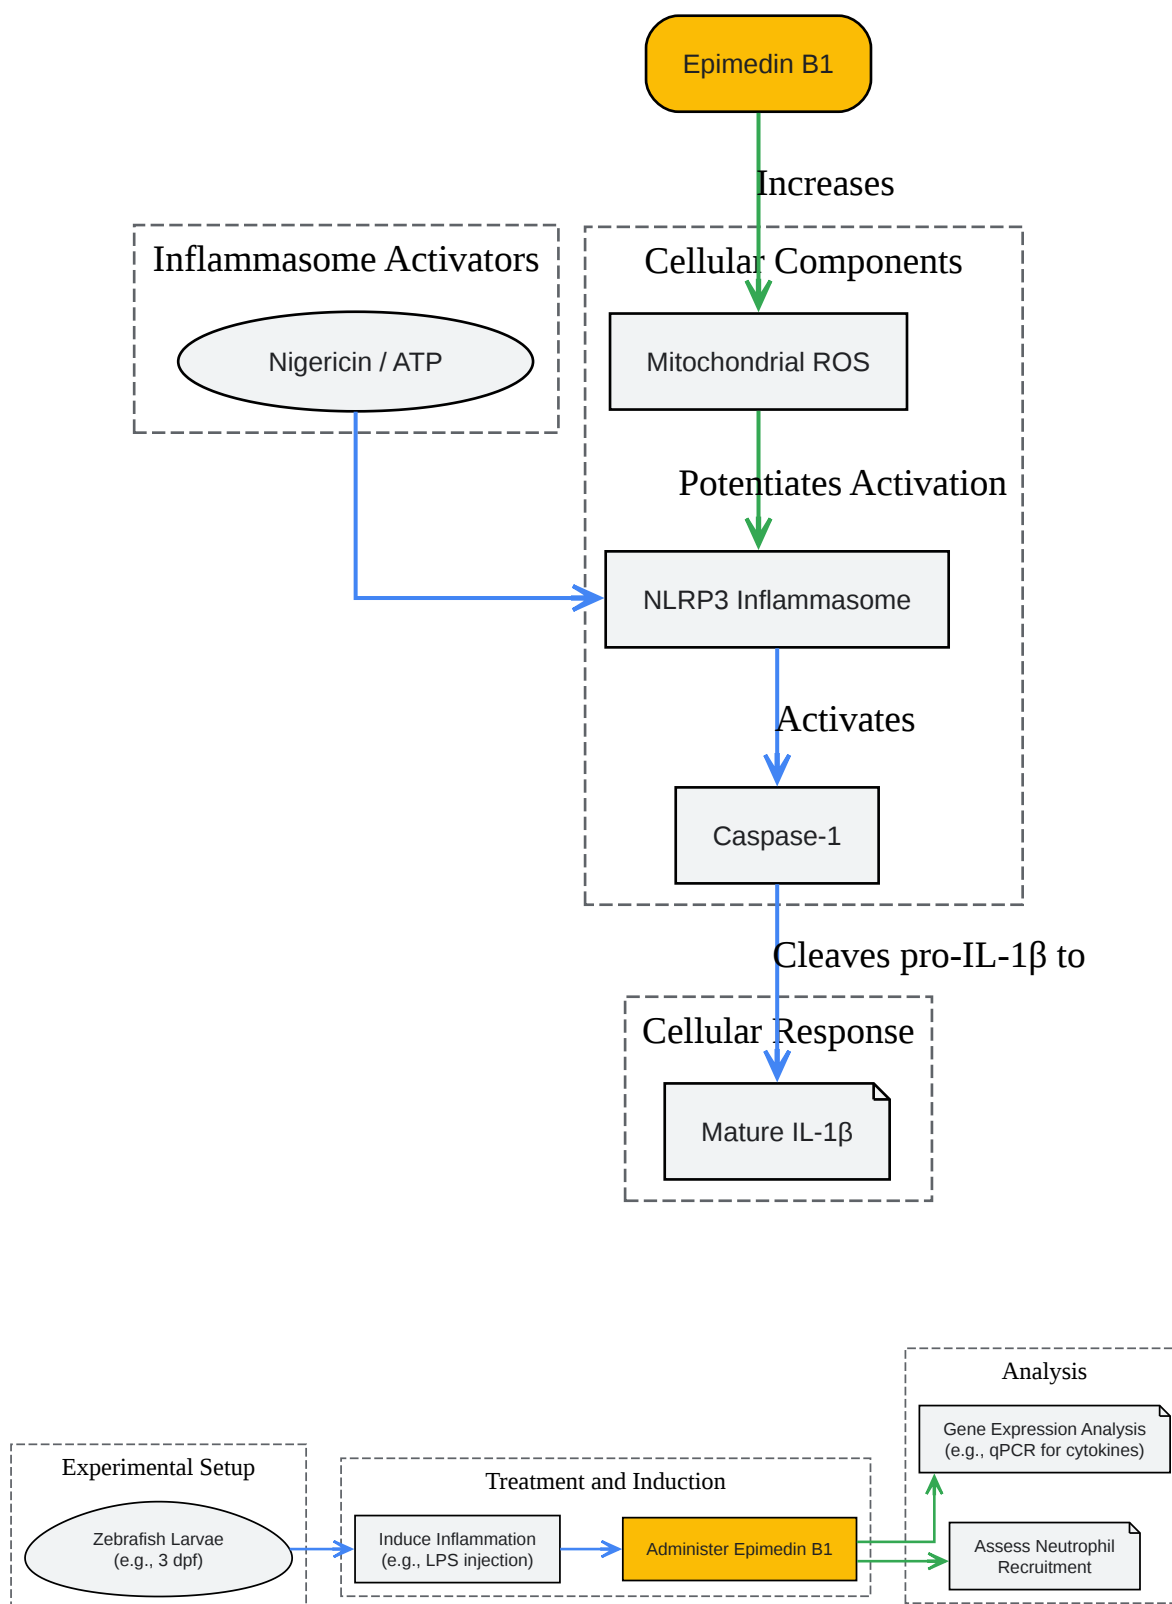 Epimedin B1
Increases
Inflammasome Activators
Cellular Components
Nigericin / ATP
Mitochondrial ROS
Potentiates Activation
NLRP3 Inflammasome
Activates
Caspase-1
Cleaves pro-IL-1β to
Cellular Response
Mature IL-1β
Experimental Setup
Zebrafish Larvae
(e.g., 3 dpf)
Treatment and Induction
Induce Inflammation
(e.g., LPS injection)
Administer Epimedin B1
Analysis
Gene Expression Analysis
(e.g., qPCR for cytokines)
Assess Neutrophil
Recruitment